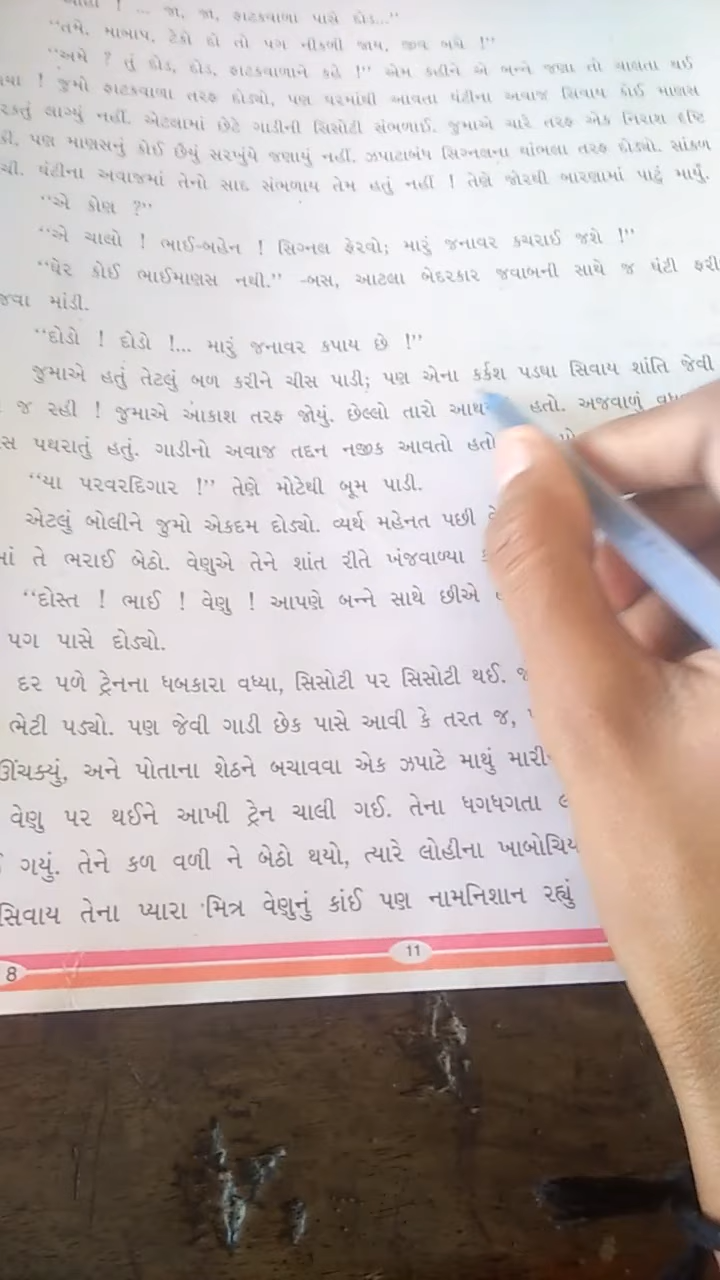 ... જા, જા, ફાટકવાળા પાસે દોડ..."
"તમે, માબાપ, ટેકો દો તો પગ નીકળી જાય, જીવ બચે !"
"અમે ? તું દોડ, દોડ, ફાટકવાળાને કહે !" એમ કહીને એ બન્ને જણા તો ચાલતા થઈ
ગયા ! જુમો ફાટકવાળા તરફ દોડ્યો, પણ ઘરમાંથી આવતા ઘંટીના અવાજ સિવાય કોઈ માણસ
ફરકતું લાગ્યું નહીં. એટલામાં છેટે ગાડીની સિસોટી સંભળાઈ. જુમાએ ચારે તરફ એક નિરાશ દૃષ્ટિ
પણ માણસનું કોઈ છૈયું સરખુંયે જણાયું નહીં. ઝપાટાબંધ સિગ્નલના થાંભલા તરફ દોડ્યો. સાંકળ
ઘંટીના અવાજમાં તેનો સાદ સંભળાય તેમ હતું નહીં ! તેણે જોરથી બારણામાં પાટું માર્યું.
"એ કોણ ?"
"એ ચાલો ! ભાઈ-બહેન ! સિગ્નલ ફેરવો; મારું જનાવર કચરાઈ જશે !"
"ઘેર કોઈ ભાઈમાણસ નથી." -બસ, આટલા બેદરકાર જવાબની સાથે જ ઘંટી ફરી
જવા માંડી.
"દોડો ! દોડો !... મારું જનાવર કપાય છે !"
જુમાએ હતું તેટલું બળ કરીને ચીસ પાડી; પણ એના કર્કશ પડઘા સિવાય શાંતિ જેવી
જ રહી ! જુમાએ આકાશ તરફ જોયું. છેલ્લો તારો હતો. અજવાળું
પથરાતું હતું. ગાડીનો અવાજ તદ્દન નજીક આવતો હતો
"યા પરવરદિગાર !" તેણે મોટેથી બૂમ પાડી.
એટલું બોલીને જુમો એકદમ દોડ્યો. વ્યર્થ મહેનત પછી
તે ભરાઈ બેઠો. વેણુએ તેને શાંત રીતે ખંજવાળ્યા
"દોસ્ત ! ભાઈ ! વેણુ ! આપણે બન્ને સાથે છીએ
પગ પાસે દોડ્યો.
દર પળે ટ્રેનના ધબકારા વધ્યા, સિસોટી પર સિસોટી થઈ.
ભેટી પડ્યો. પણ જેવી ગાડી છેક પાસે આવી કે તરત જ,
ઊંચક્યું, અને પોતાના શેઠને બચાવવા એક ઝપાટે માથું
વેણુ પર થઈને આખી ટ્રેન ચાલી ગઈ. તેના ધગધગતા
ગયું. તેને કળ વળી ને બેઠો થયો, ત્યારે લોહીના
સિવાય તેના પ્યારા મિત્ર વેણુનું કાંઈ પણ નામનિશાન રહ્યું
11
8